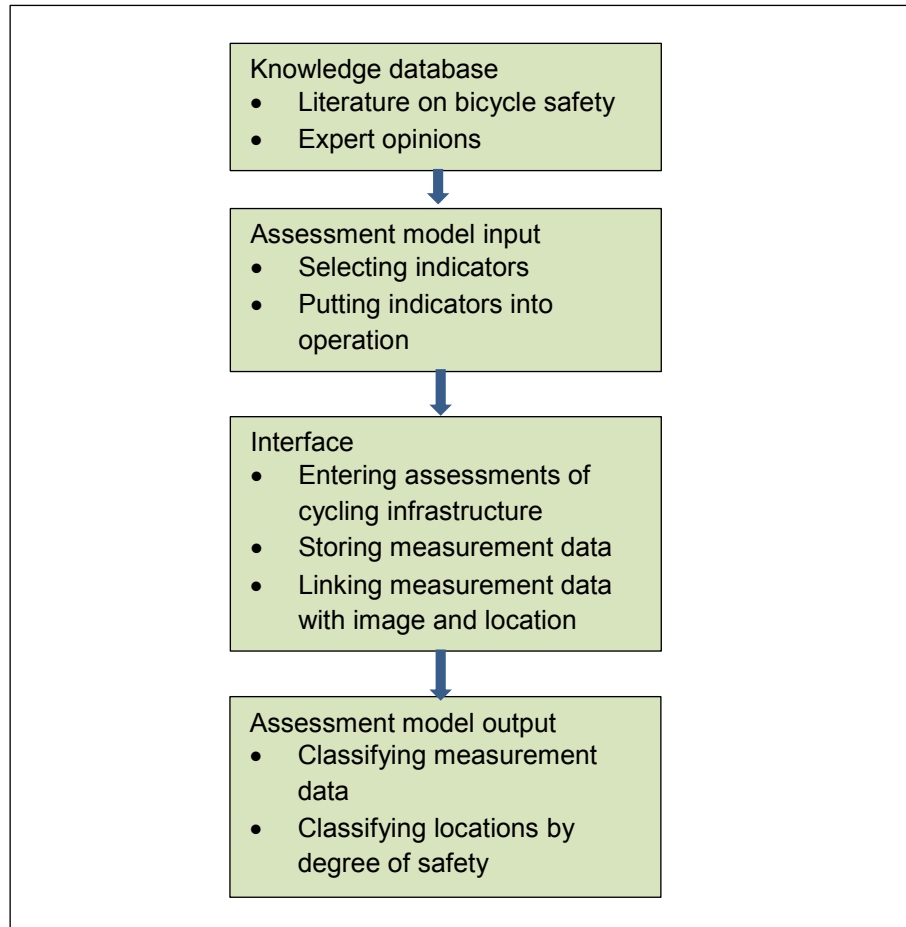 Knowledge database
• Literature on bicycle safety
• Expert opinions
Assessment model input
• Selecting indicators
• Putting indicators into
operation
Interface
• Entering assessments of
cycling infrastructure
• Storing measurement data
• Linking measurement data
with image and location
Assessment model output
• Classifying measurement
data
• Classifying locations by
degree of safety